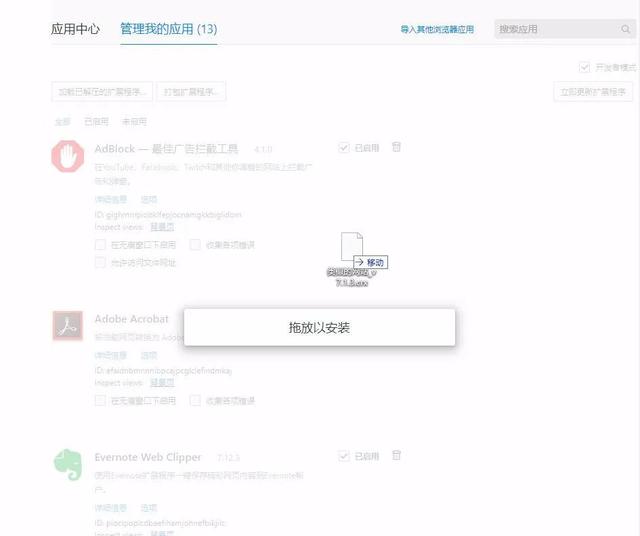 应用中心 管理我的应用 (13) 导入其他浏览器应用 搜索应用
开发者模式
加载已解压的扩展程序... 打包扩展程序... 立即更新扩展程序
全部 已启用 未启用
AdBlock — 最佳广告拦截工具 4.1.0 已启用
在YouTube、Facebook、Twitch和其他你喜爱的网站上拦截广
告和弹窗。
详细信息 选项
ID: gighmmpiobklfepjocnamgkkbiglidom
Inspect views: 背景页
在无痕窗口下启用 收集各项错误
允许访问文件网址
移动
类似的网站_v
7.1.3.crx
拖放以安装
Adobe Acrobat
将当前网页转换为 Adobe
详细信息 选项
ID: efaidnbmnnnibpcajpcglclefindmkaj
Inspect views: 背景页
在无痕窗口下启用 收集各项错误
Evernote Web Clipper 7.12.3 已启用
使用Evernote扩展程序一键保存精彩网页内容到Evernote帐
户。
详细信息 选项
ID: pioclpoplcdbaefihamjohnefbikjilc
Inspect views: 背景页